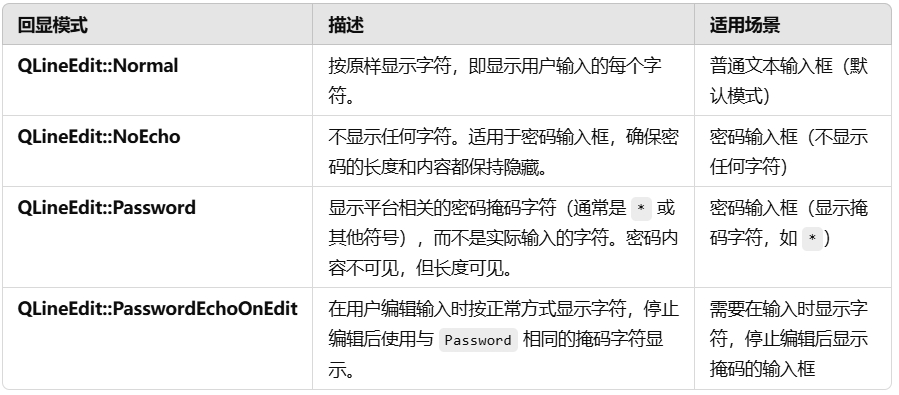 回显模式 描述 适用场景
QLineEdit::Normal 按原样显示字符，即显示用户输入的每个字 普通文本输入框（默
符。 认模式）
QLineEdit::NoEcho 不显示任何字符。适用于密码输入框，确保密 密码输入框（不显示
码的长度和内容都保持隐藏。 任何字符）
QLineEdit::Password 显示平台相关的密码掩码字符（通常是 * 或 密码输入框（显示掩
其他符号），而不是实际输入的字符。密码内 码字符，如 *）
容不可见，但长度可见。
QLineEdit::PasswordEchoOnEdit 在用户编辑输入时按正常方式显示字符，停止 需要在输入时显示字
编辑后使用与 Password 相同的掩码字符显 符，停止编辑后显示
示。 掩码的输入框